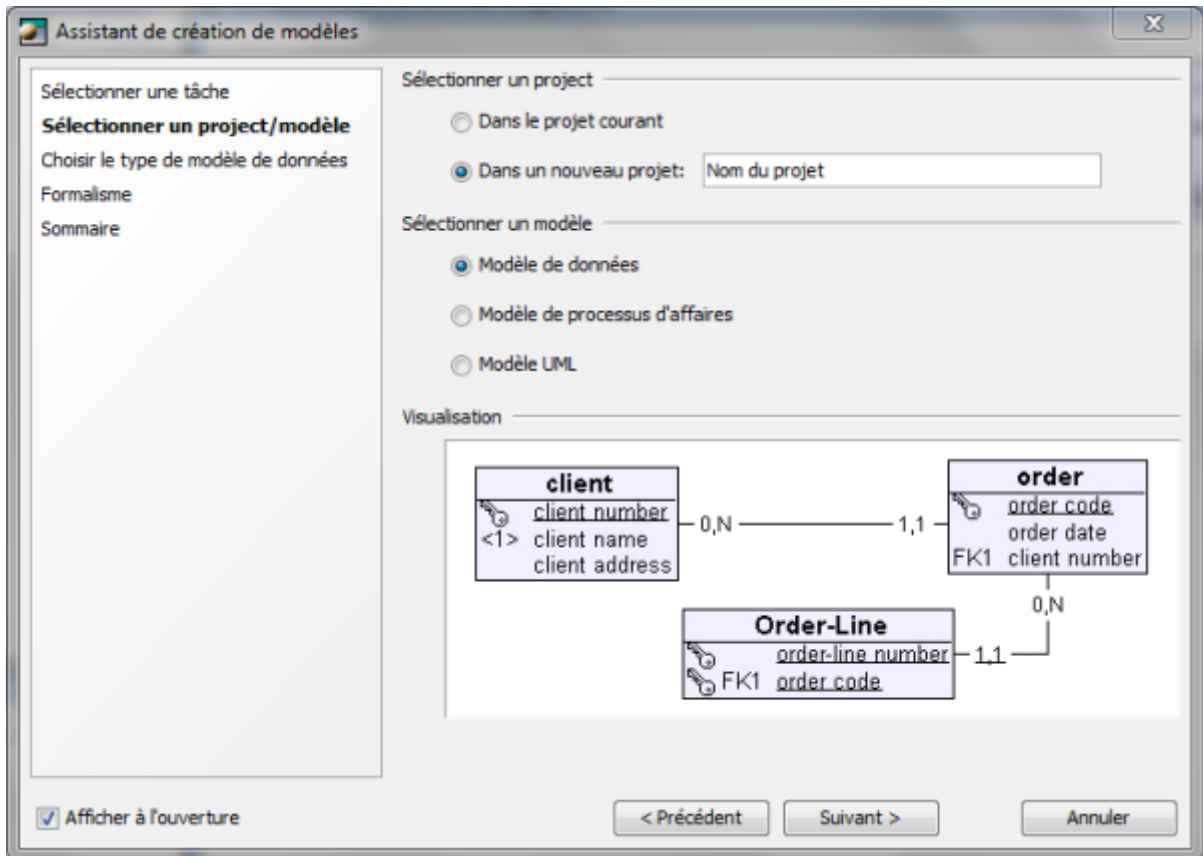 Assistant de création de modèles
Sélectionner une tâche
Sélectionner un project/modèle
Choisir le type de modèle de données
Formalisme
Sommaire
Sélectionner un project
Dans le projet courant
Dans un nouveau projet: Nom du projet
Sélectionner un modèle
Modèle de données
Modèle de processus d'affaires
Modèle UML
Visualisation
client
client number
<1> client name
client address
0,N
1,1
order
order code
order date
FK1 client number
0,N
Order-Line
order-line number
FK1 order code
1,1
Afficher à l'ouverture
< Précédent
Suivant >
Annuler